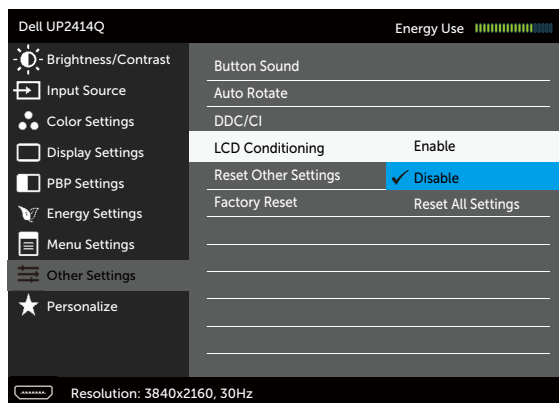 Dell UP2414Q
Energy Use
Brightness/Contrast
Input Source
Color Settings
Display Settings
PBP Settings
Energy Settings
Menu Settings
Other Settings
Personalize
Button Sound
Auto Rotate
DDC/CI
LCD Conditioning
Enable
Reset Other Settings
Disable
Factory Reset
Reset All Settings
Resolution: 3840x2160, 30Hz